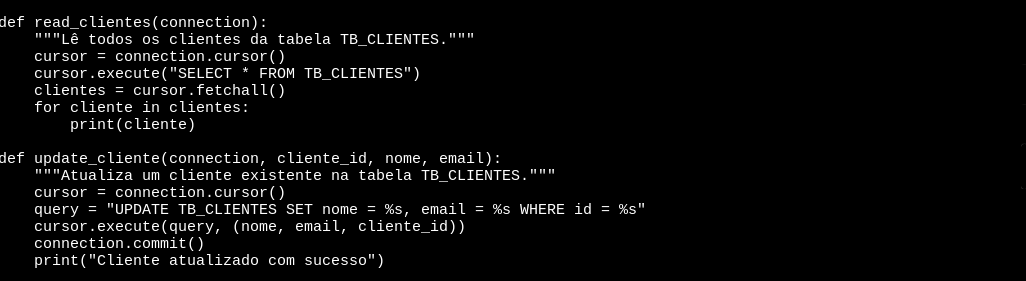 def read_clientes(connection):
    """Lê todos os clientes da tabela TB_CLIENTES."""
    cursor = connection.cursor()
    cursor.execute("SELECT * FROM TB_CLIENTES")
    clientes = cursor.fetchall()
    for cliente in clientes:
        print(cliente)

def update_cliente(connection, cliente_id, nome, email):
    """Atualiza um cliente existente na tabela TB_CLIENTES."""
    cursor = connection.cursor()
    query = "UPDATE TB_CLIENTES SET nome = %s, email = %s WHERE id = %s"
    cursor.execute(query, (nome, email, cliente_id))
    connection.commit()
    print("Cliente atualizado com sucesso")